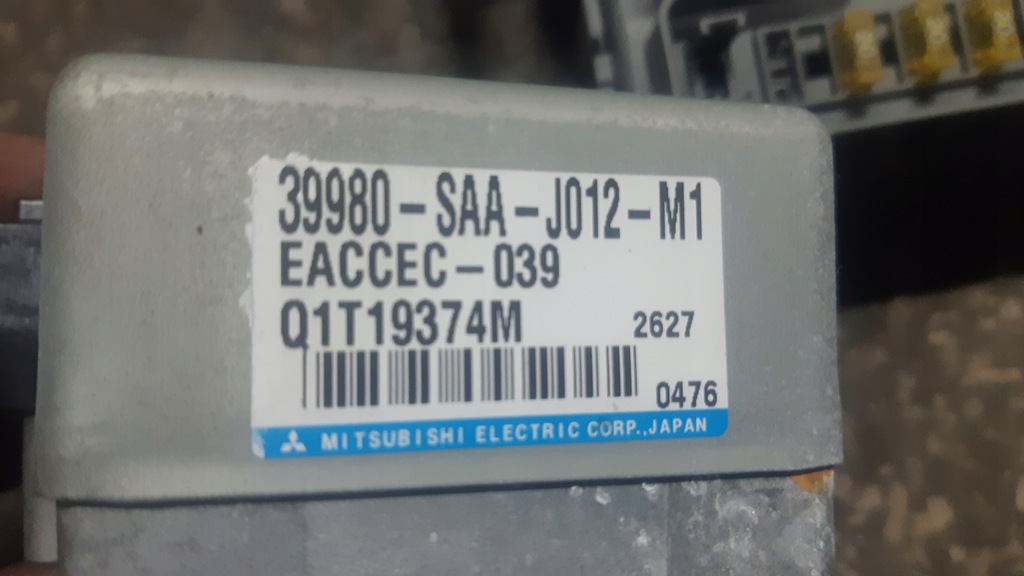 39980-SAA-J012-M1
EACCEC-039
Q1T19374M 2627
0476
MITSUBISHI ELECTRIC CORP.,JAPAN